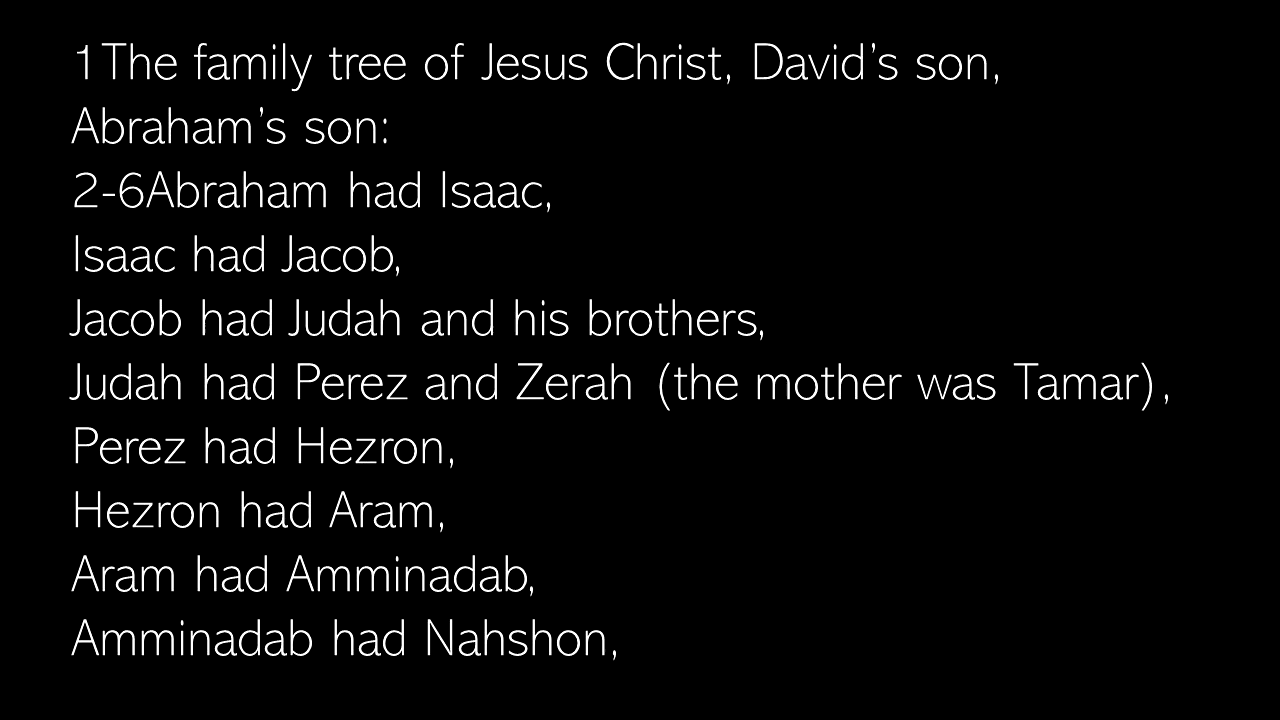 1The family tree of Jesus Christ, David’s son,
Abraham’s son:
2-6Abraham had Isaac,
Isaac had Jacob,
Jacob had Judah and his brothers,
Judah had Perez and Zerah (the mother was Tamar),
Perez had Hezron,
Hezron had Aram,
Aram had Amminadab,
Amminadab had Nahshon,